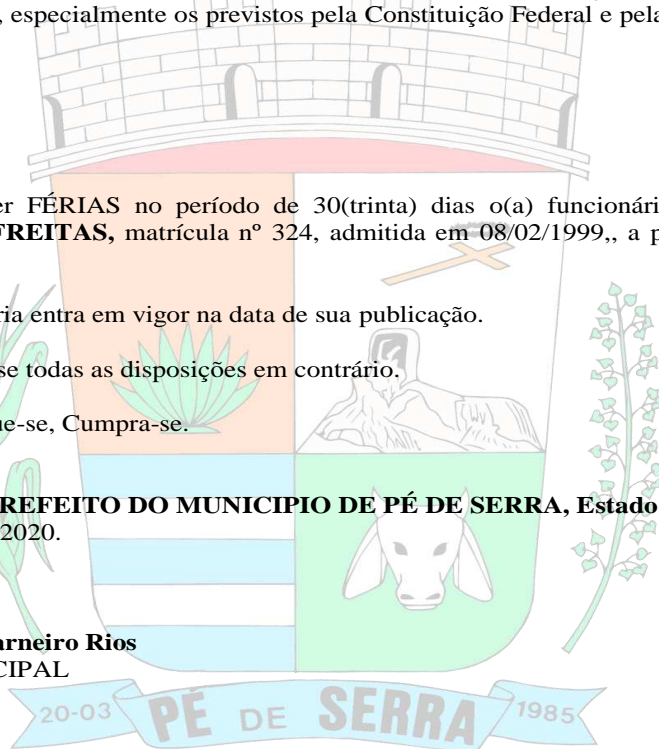 , especialmente os previstos pela Constituição Federal e pela
er FÉRIAS no período de 30(trinta) dias o(a) funcionári
FREITAS, matrícula nº 324, admitida em 08/02/1999,, a p
ria entra em vigor na data de sua publicação.
se todas as disposições em contrário.
ue-se, Cumpra-se.
REFEITO DO MUNICIPIO DE PÉ DE SERRA, Estado
2020.
arneiro Rios
CIPAL
20-03 PÉ DE SERRA 1985